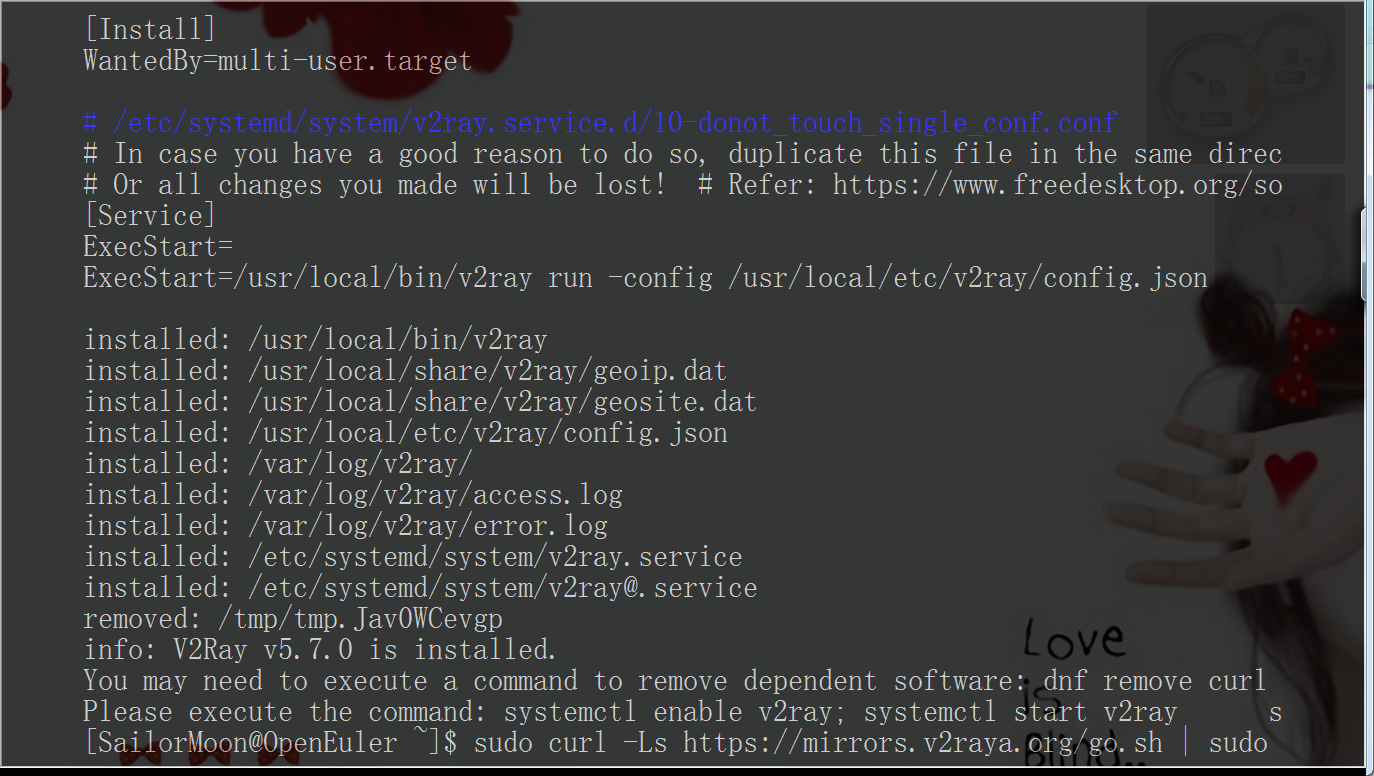 [Install]
WantedBy=multi-user.target
# /etc/systemd/system/v2ray.service.d/10-donot_touch_single_conf.conf
# In case you have a good reason to do so, duplicate this file in the same direc
# Or all changes you made will be lost!  # Refer: https://www.freedesktop.org/so
[Service]
ExecStart=
ExecStart=/usr/local/bin/v2ray run -config /usr/local/etc/v2ray/config.json
installed: /usr/local/bin/v2ray
installed: /usr/local/share/v2ray/geoip.dat
installed: /usr/local/share/v2ray/geosite.dat
installed: /usr/local/etc/v2ray/config.json
installed: /var/log/v2ray/
installed: /var/log/v2ray/access.log
installed: /var/log/v2ray/error.log
installed: /etc/systemd/system/v2ray.service
installed: /etc/systemd/system/v2ray@.service
removed: /tmp/tmp.JavOWCevgp
info: V2Ray v5.7.0 is installed.
You may need to execute a command to remove dependent software: dnf remove curl
Please execute the command: systemctl enable v2ray; systemctl start v2ray      s
[SailorMoon@OpenEuler ~]$ sudo curl -Ls https://mirrors.v2raya.org/go.sh | sudo
Love
is
Blind..